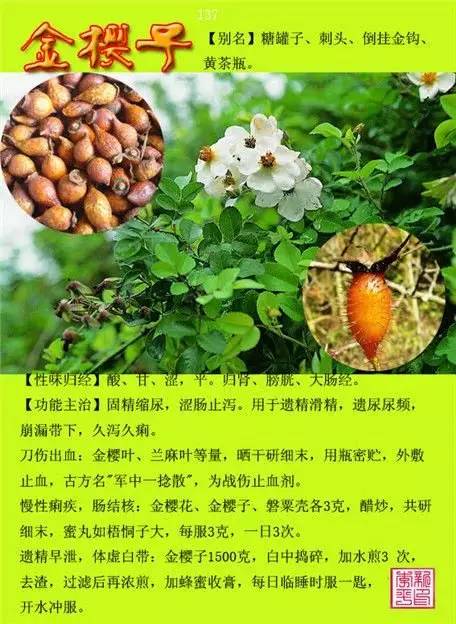 137
金樱子
【别名】糖罐子、刺头、倒挂金钩、
黄茶瓶。
【性味归经】酸、甘、涩，平。归肾、膀胱、大肠经。
【功能主治】固精缩尿，涩肠止泻。用于遗精滑精，遗尿尿频，
崩漏带下，久泻久痢。
刀伤出血：金樱叶、兰麻叶等量，晒干研细末，用瓶密贮，外敷
止血，古方名"军中一捻散"，为战伤止血剂。
慢性痢疾，肠结核：金樱花、金樱子、罂粟壳各3克，醋炒，共研
细末，蜜丸如梧恫子大，每服3克，一日3次。
遗精早泄，体虚白带：金樱子1500克，臼中捣碎，加水煎3 次，
去渣，过滤后再浓煎，加蜂蜜收膏，每日临睡时服一匙，
开水冲服。